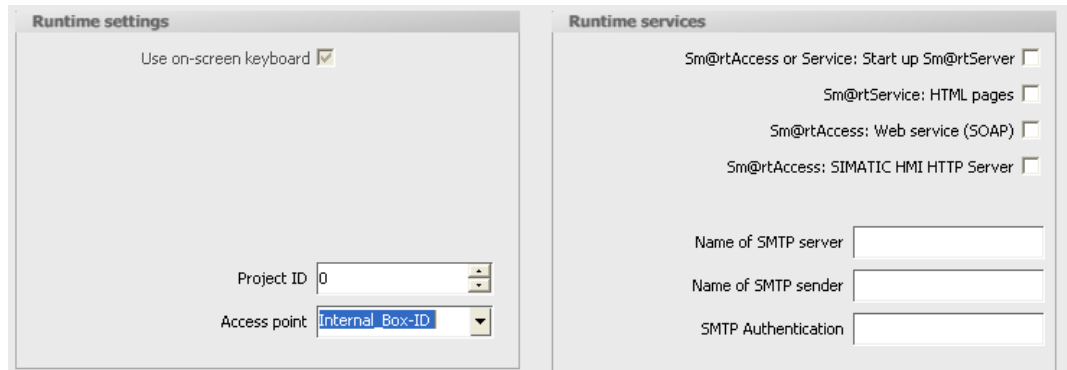 Runtime settings
Use on-screen keyboard
Project ID 0
Access point Internal_Box-ID
Runtime services
Sm@rtAccess or Service: Start up Sm@rtServer
Sm@rtService: HTML pages
Sm@rtAccess: Web service (SOAP)
Sm@rtAccess: SIMATIC HMI HTTP Server
Name of SMTP server
Name of SMTP sender
SMTP Authentication